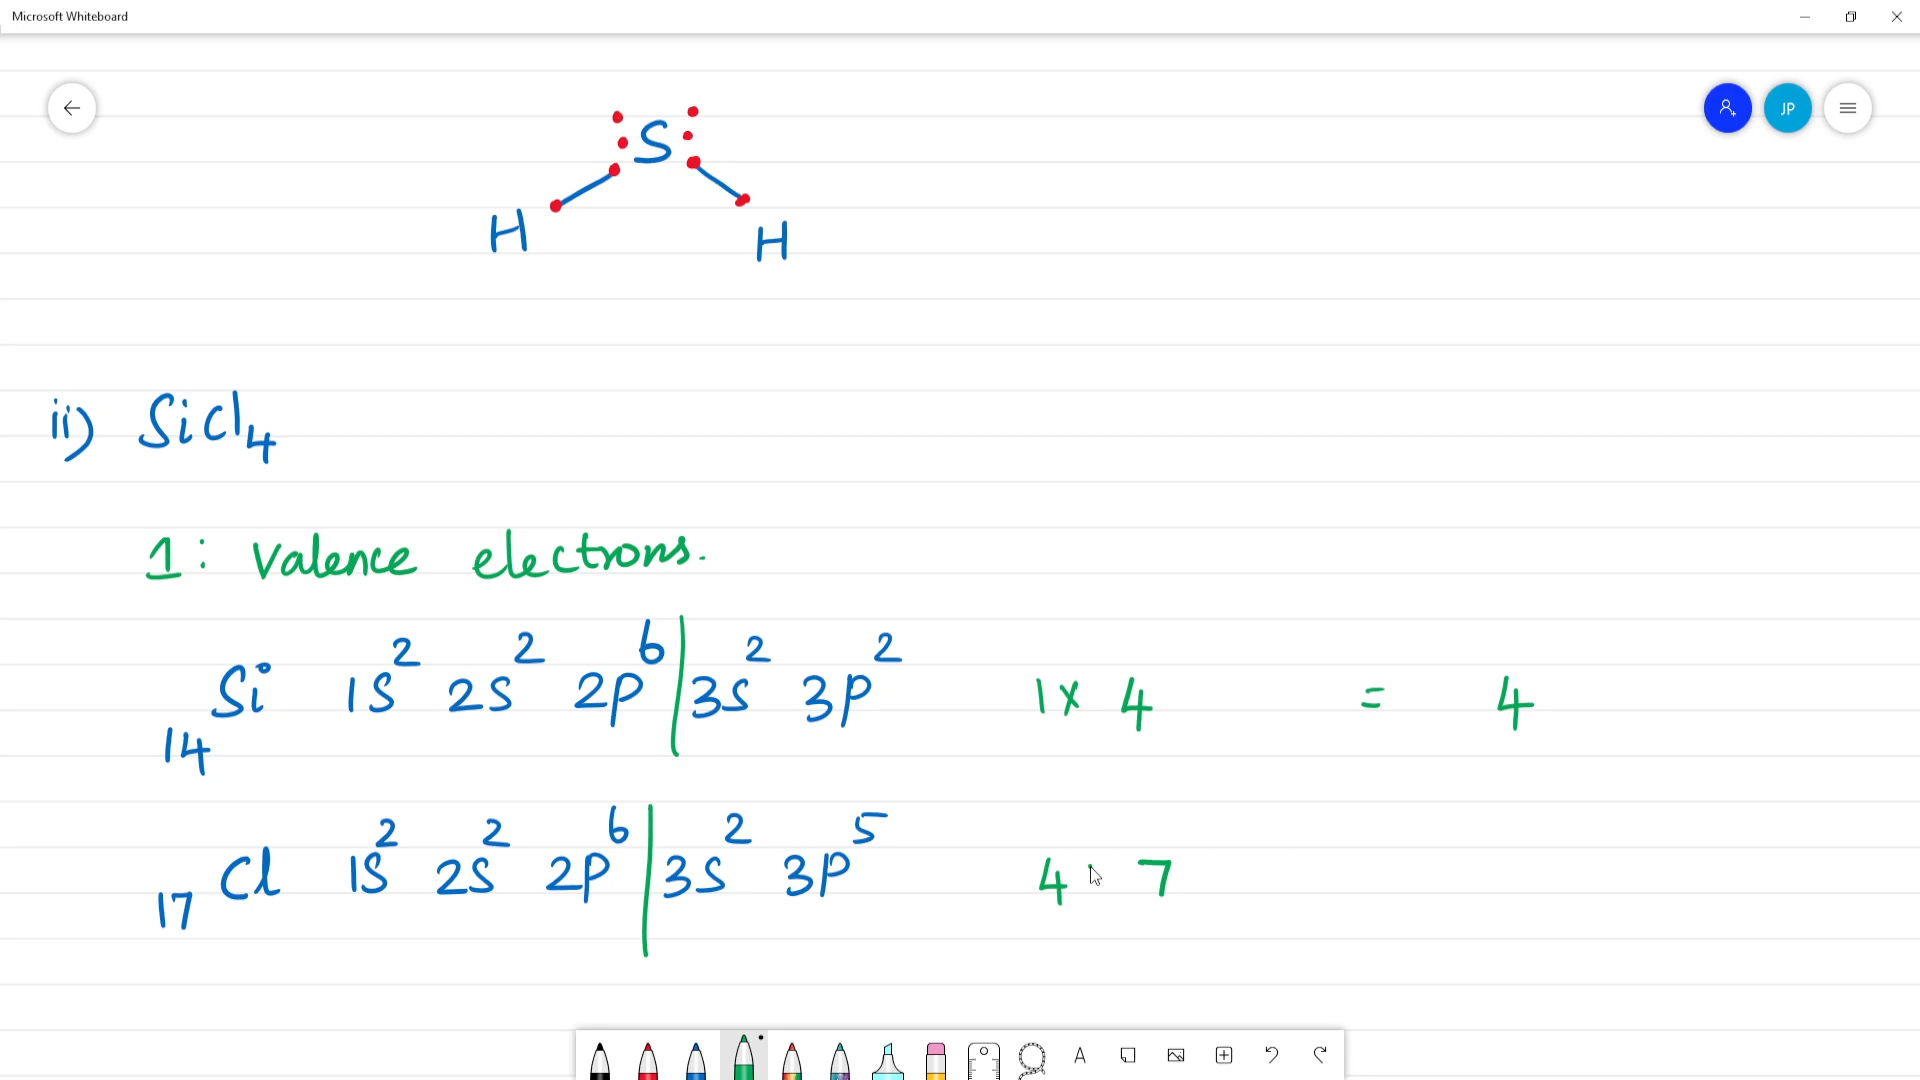 Microsoft Whiteboard
JP
S
H H
ii) SiCl₄
1: Valence electrons.
₁₄Si 1S² 2S² 2P⁶ | 3S² 3P² 1 x 4 = 4
₁₇Cl 1S² 2S² 2P⁶ | 3S² 3P⁵ 4 7
A